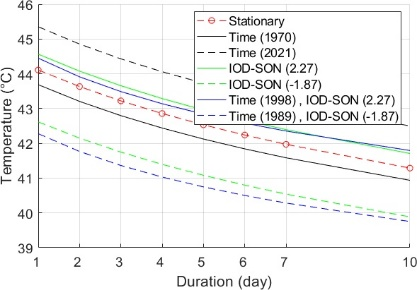 46
45
44
43
42
41
40
39
Temperature (°C)
Stationary
Time (1970)
Time (2021)
IOD-SON (2.27)
IOD-SON (-1.87)
Time (1998) , IOD-SON (2.27)
Time (1989) , IOD-SON (-1.87)
1 2 3 4 5 6 7 10
Duration (day)